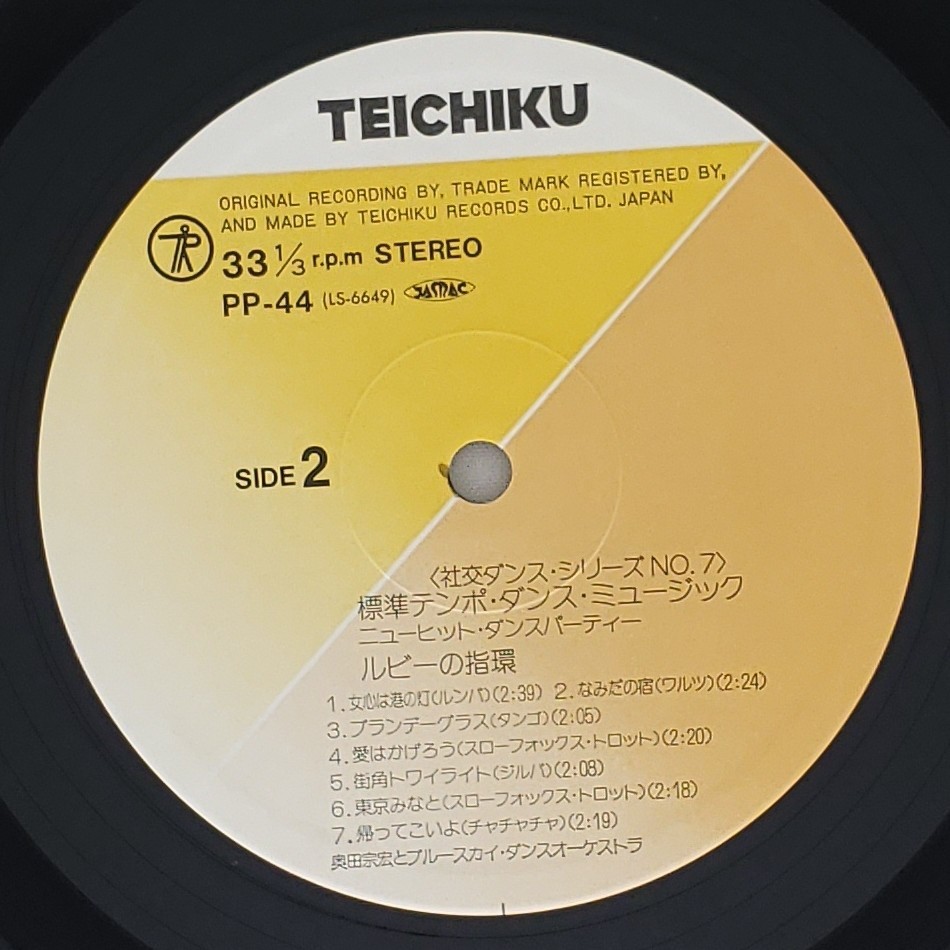 TEICHIKU
ORIGINAL RECORDING BY, TRADE MARK REGISTERED BY,
AND MADE BY TEICHIKU RECORDS CO.,LTD. JAPAN
33 1/3 r.p.m STEREO
PP-44 (LS-6649) JASRAC
SIDE 2
〈社交ダンス・シリーズNO.7〉
標準テンポ・ダンス・ミュージック
ニューヒット・ダンスパーティー
ルビーの指環
1.女心は港の灯(ルンバ)(2:39) 2.なみだの宿(ワルツ)(2:24)
3.ブランデーグラス(タンゴ)(2:05)
4.愛はかげろう(スローフォックス・トロット)(2:20)
5.街角トワイライト(ジルバ)(2:08)
6.東京みなと(スローフォックス・トロット)(2:18)
7.帰ってこいよ(チャチャチャ)(2:19)
奥田宗宏とブルースカイ・ダンスオーケストラ